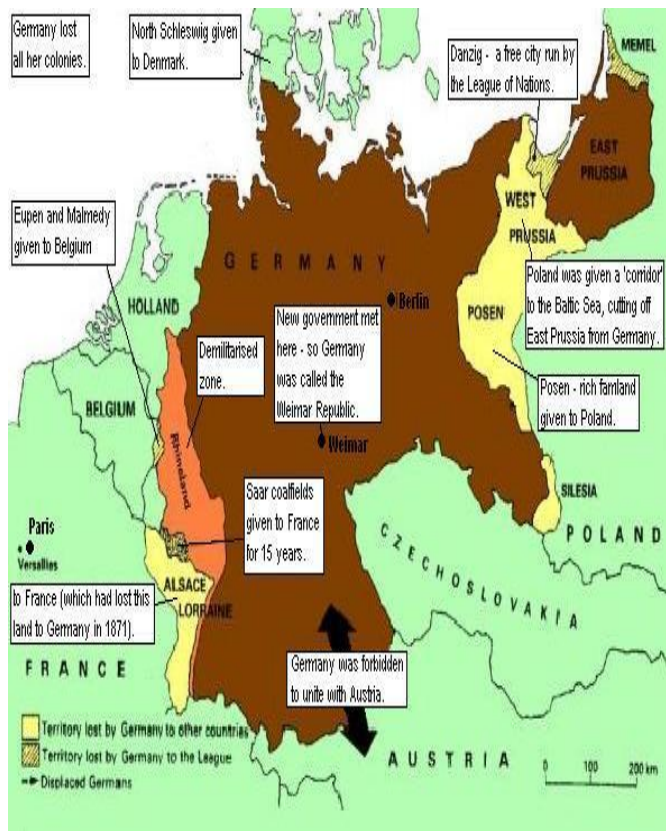 Germany lost
all her colonies.
North Schleswig given
to Denmark.
Danzig - a free city run by
the League of Nations.
MEMEL
EAST
PRUSSIA
WEST
PRUSSIA
Eupen and Malmedy
given to Belgium
GERMANY
Poland was given a 'corridor'
to the Baltic Sea, cutting off
East Prussia from Germany.
HOLLAND
Berlin
POSEN
New government met
here - so Germany
was called the
Weimar Republic.
Demilitarised
zone.
Posen - rich famland
given to Poland.
BELGIUM
Rhineland
Weimar
Saar coalfields
given to France
for 15 years.
SILESIA
POLAND
Paris
Versallies
CZECHOSLOVAKIA
ALSACE
LORRAINE
to France (which had lost this
land to Germany in 1871).
FRANCE
Germany was forbidden
to unite with Austria.
AUSTRIA
Territory lost by Germany to other countries
Territory lost by Germany to the League
Displaced Germans
0 100 200 km